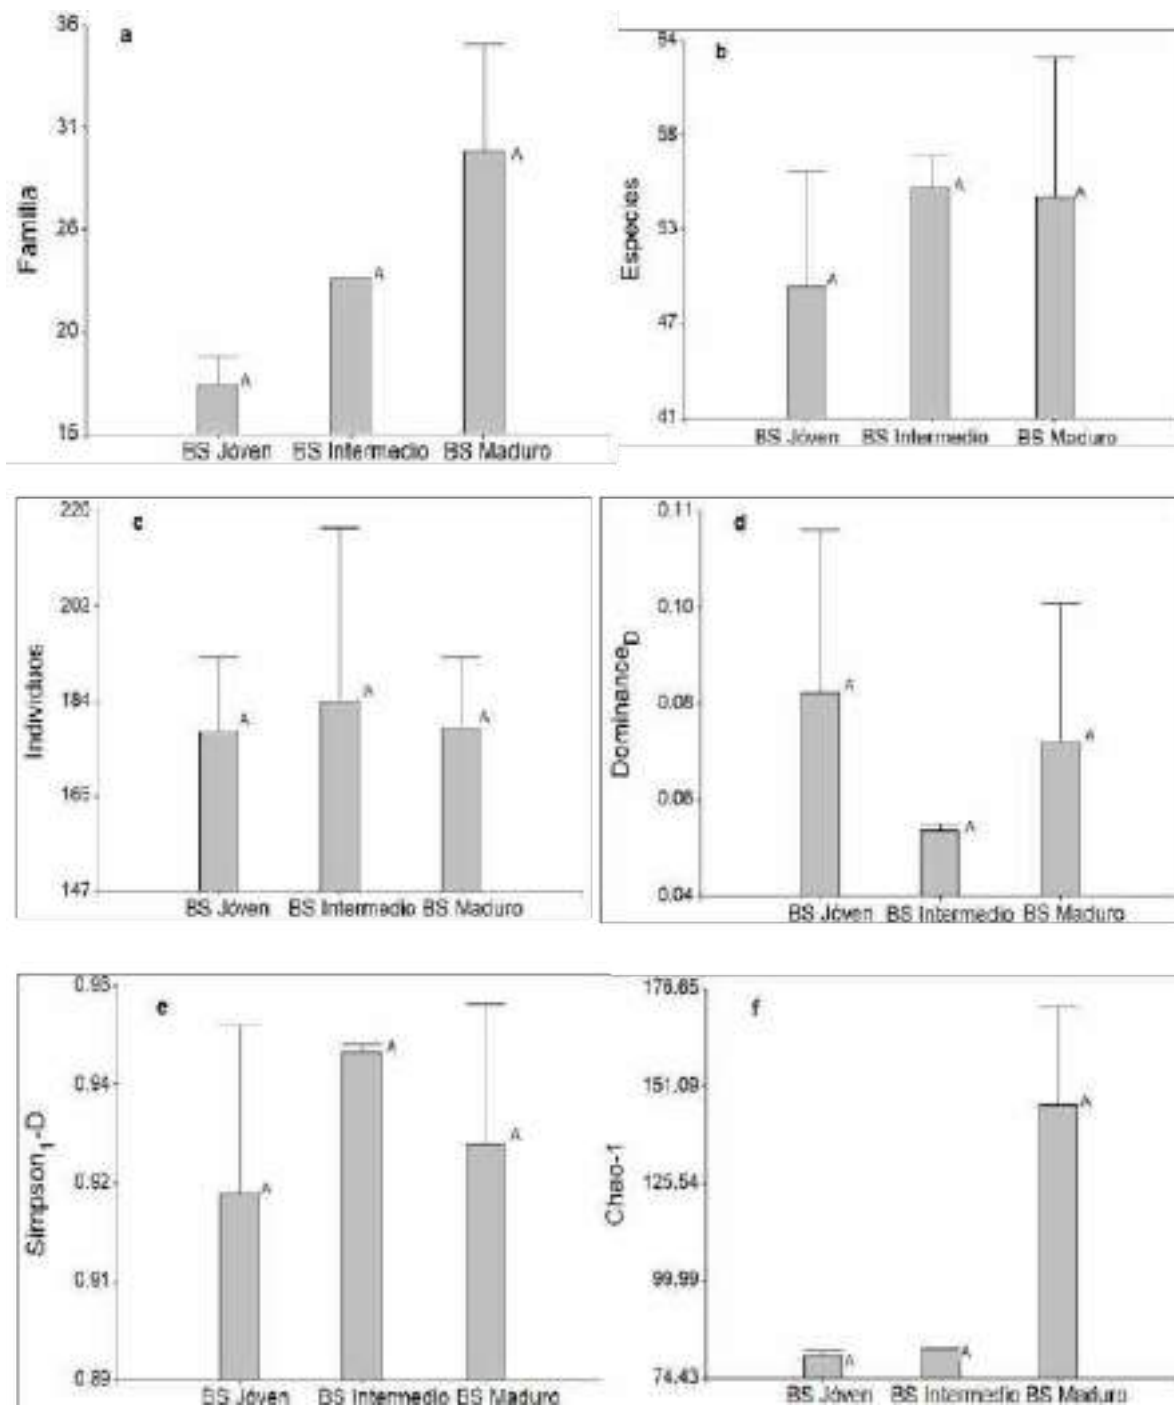 a
36
31
26
20
15
Familia
A
A
A
BS Jóven BS Intermedio BS Maduro
b
64
58
53
47
41
Especies
A
A
A
BS Jóven BS Intermedio BS Maduro
c
220
202
184
165
147
Individuos
A
A
A
BS Jóven BS Intermedio BS Maduro
d
0.11
0.10
0.08
0.06
0.04
Dominance_D
A
A
A
BS Jóven BS Intermedio BS Maduro
e
0.94
0.92
0.91
0.89
Simpson_1-D
A
A
A
BS Jóven BS Intermedio BS Maduro
f
176.65
151.09
125.54
99.99
74.43
Chao-1
A
A
A
BS Jóven BS Intermedio BS Maduro